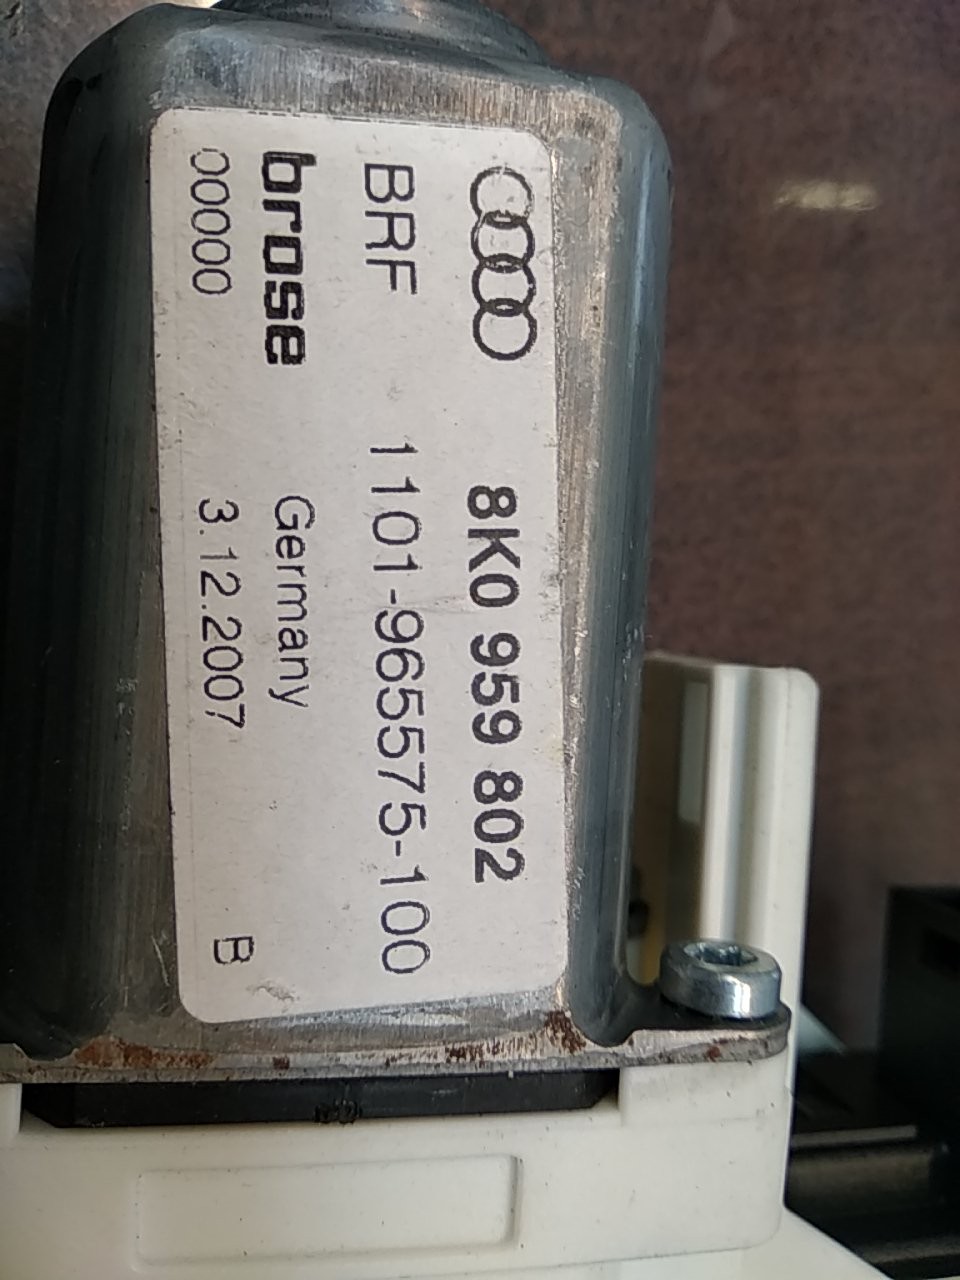 8K0 959 802
BRF 1101-965575-100
brose Germany
00000 3.12.2007 B